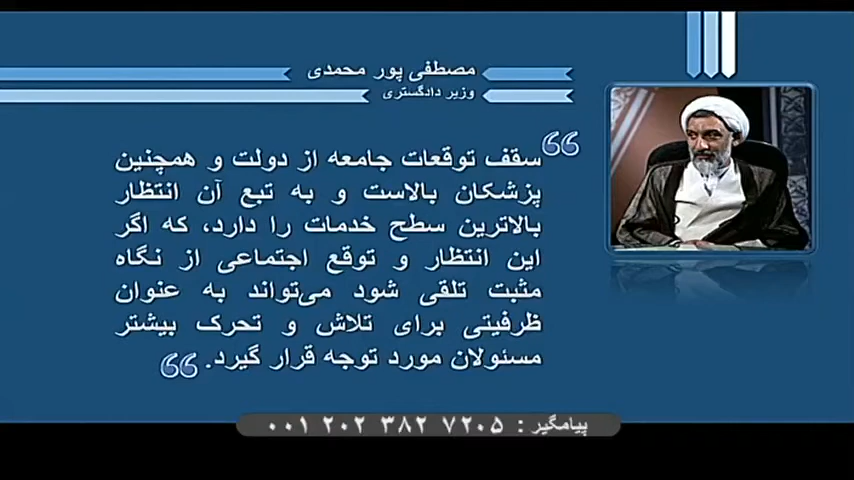 مصطفی پور محمدی
وزیر دادگستری
“سقف توقعات جامعه از دولت و همچنین
پزشکان بالاست و به تبع آن انتظار
بالاترین سطح خدمات را دارد، که اگر
این انتظار و توقع اجتماعی از نگاه
مثبت تلقی شود می‌تواند به عنوان
ظرفیتی برای تلاش و تحرک بیشتر
مسئولان مورد توجه قرار گیرد.“
پیامگیر : ۰۰۱ ۲۰۲ ۳۸۲ ۷۲۰۵